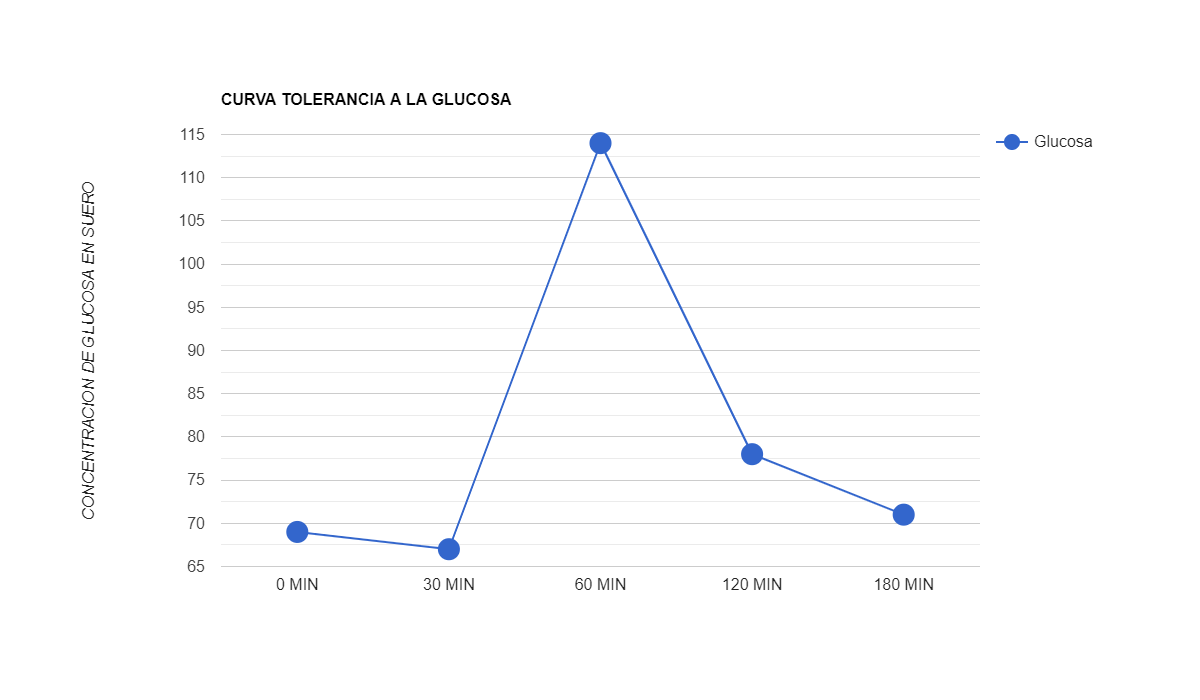 CURVA TOLERANCIA A LA GLUCOSA
CONCENTRACION DE GLUCOSA EN SUERO
115
110
105
100
95
90
85
80
75
70
65
0 MIN 30 MIN 60 MIN 120 MIN 180 MIN
Glucosa